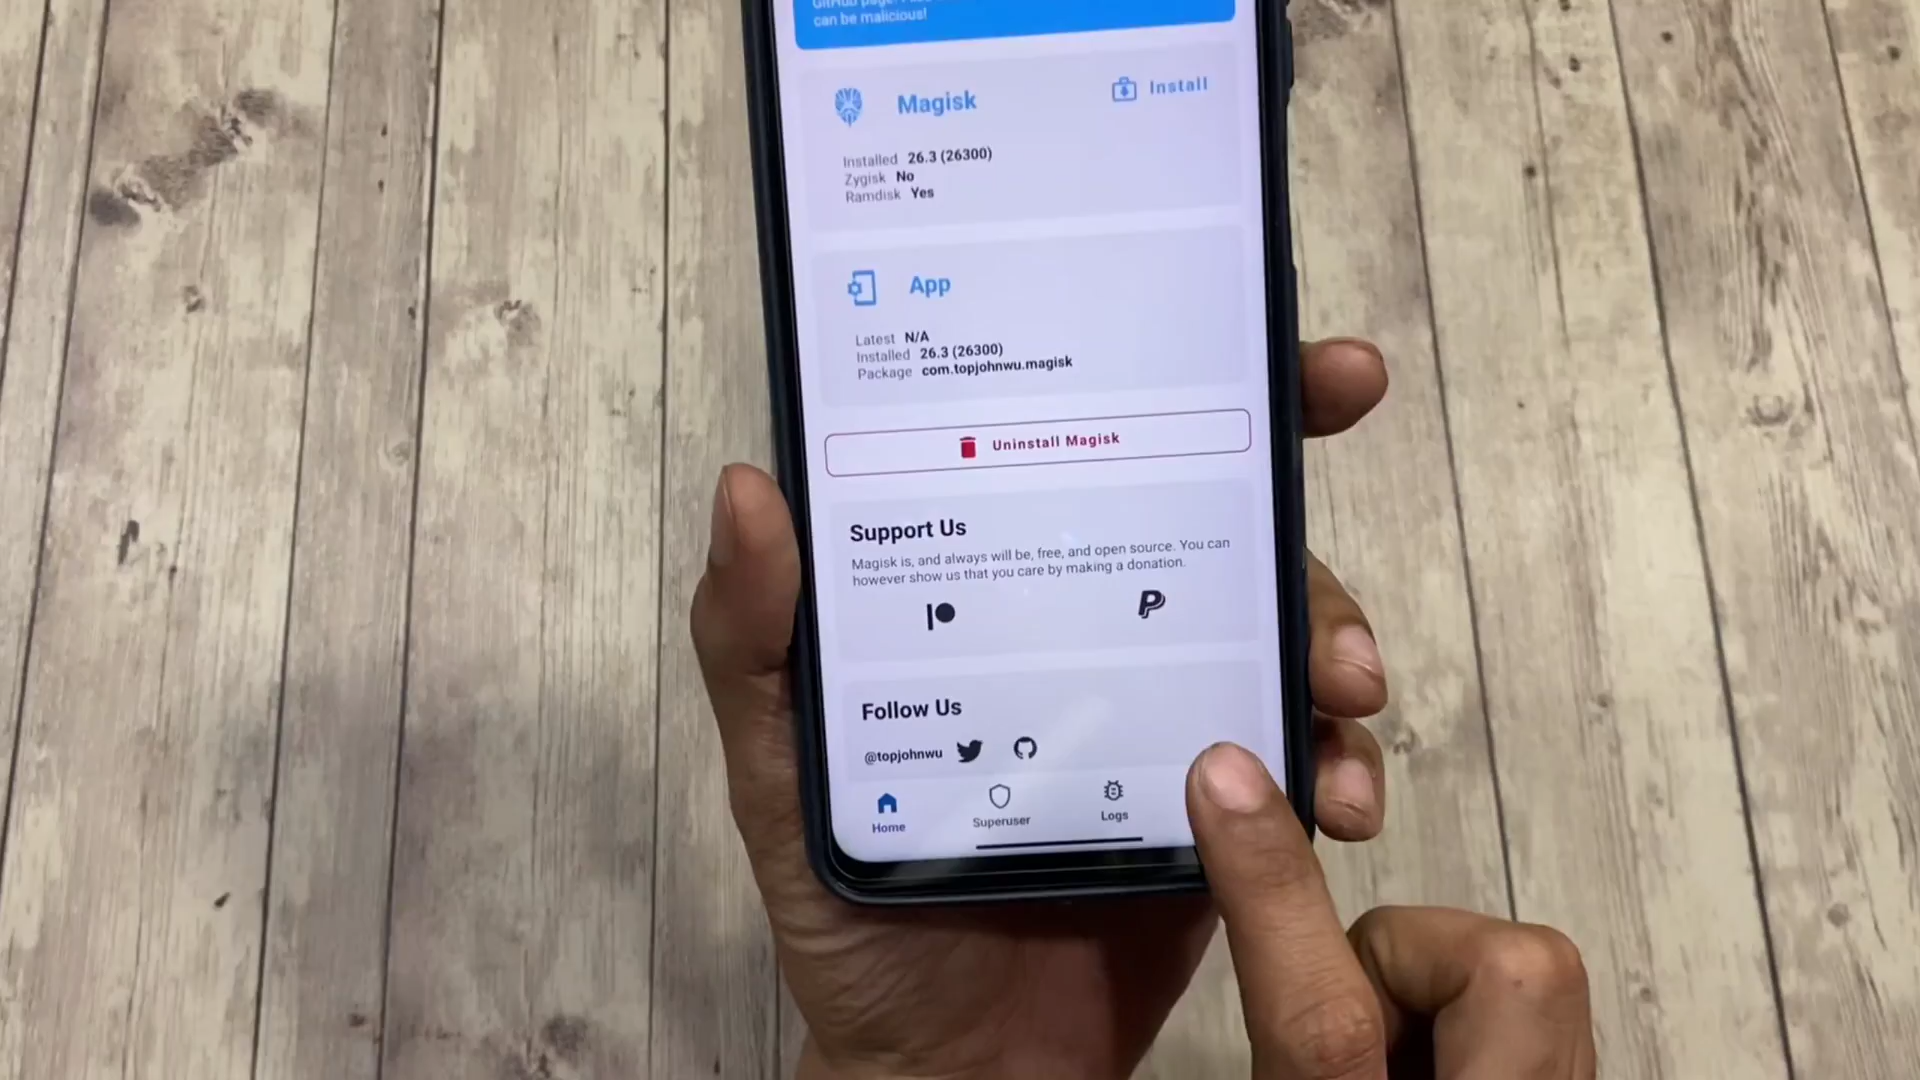 can be malicious!
Magisk
Install
Installed 26.3 (26300)
Zygisk No
Ramdisk Yes
App
Latest N/A
Installed 26.3 (26300)
Package com.topjohnwu.magisk
Uninstall Magisk
Support Us
Magisk is, and always will be, free, and open source. You can
however show us that you care by making a donation.
Follow Us
@topjohnwu
Home
Superuser
Logs